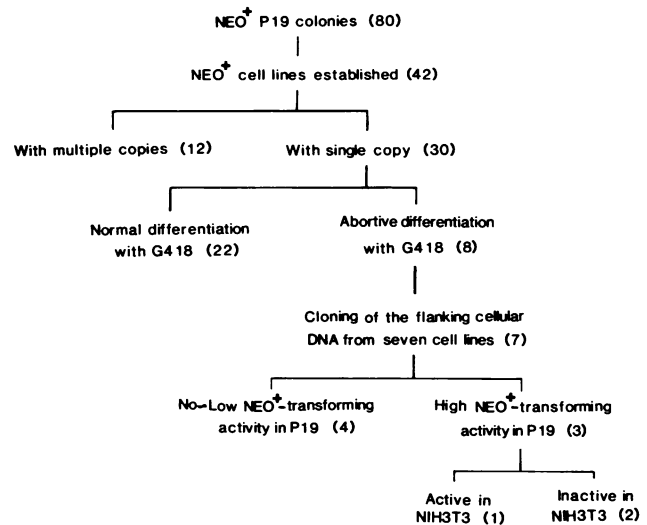 NEO⁺ P19 colonies (80)
NEO⁺ cell lines established (42)
With multiple copies (12)
With single copy (30)
Normal differentiation
with G418 (22)
Abortive differentiation
with G418 (8)
Cloning of the flanking cellular
DNA from seven cell lines (7)
No–Low NEO⁺-transforming
activity in P19 (4)
High NEO⁺-transforming
activity in P19 (3)
Active in
NIH3T3 (1)
Inactive in
NIH3T3 (2)